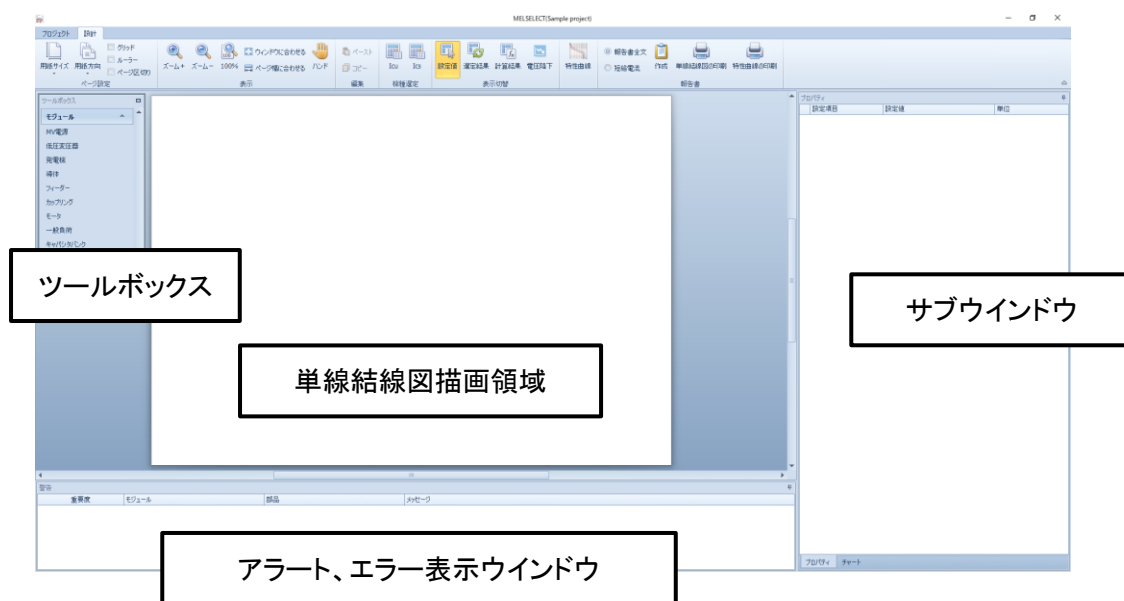 MELSELECT(Sample project)
プロジェクト 設計
用紙サイズ 用紙方向 グリッド ルーラー ページ区切り
ズーム+ ズーム- 100% ウィンドウに合わせる ページ幅に合わせる ハンド
ペースト コピー
Icu Ics
設定値 選定結果 計算結果 電圧降下
特性曲線
報告書全文 短絡電流 作成 単線結線図の印刷 特性曲線の印刷
ページ設定 表示 編集 機種選定 表示切替 報告書
ツールボックス
モジュール
MV電源
低圧変圧器
発電機
導体
フィーダー
カップリング
モータ
一般負荷
キャパシタバンク
プロパティ
設定項目 設定値 単位
ツールボックス
サブウインドウ
単線結線図描画領域
警告
重要度 モジュール 部品 メッセージ
アラート、エラー表示ウインドウ
プロパティ チャート